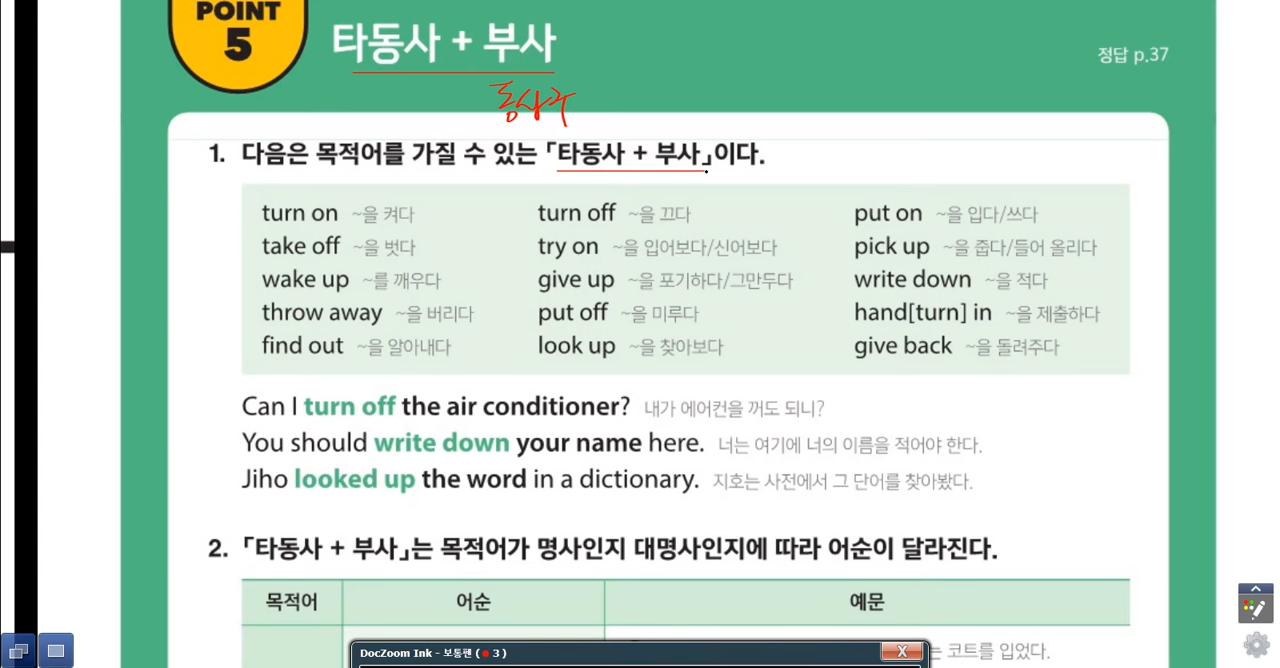 POINT
5
타동사 + 부사
정답 p.37
동사구
1. 다음은 목적어를 가질 수 있는 「타동사 + 부사」이다.
turn on ~을 켜다 turn off ~을 끄다 put on ~을 입다/쓰다
take off ~을 벗다 try on ~을 입어보다/신어보다 pick up ~을 줍다/들어 올리다
wake up ~를 깨우다 give up ~을 포기하다/그만두다 write down ~을 적다
throw away ~을 버리다 put off ~을 미루다 hand[turn] in ~을 제출하다
find out ~을 알아내다 look up ~을 찾아보다 give back ~을 돌려주다
Can I turn off the air conditioner? 내가 에어컨을 꺼도 되니?
You should write down your name here. 너는 여기에 너의 이름을 적어야 한다.
Jiho looked up the word in a dictionary. 지호는 사전에서 그 단어를 찾아봤다.
2. 「타동사 + 부사」는 목적어가 명사인지 대명사인지에 따라 어순이 달라진다.
목적어 어순 예문
는 코트를 입었다.
DocZoom Ink - 보통펜 ( 3 ) X